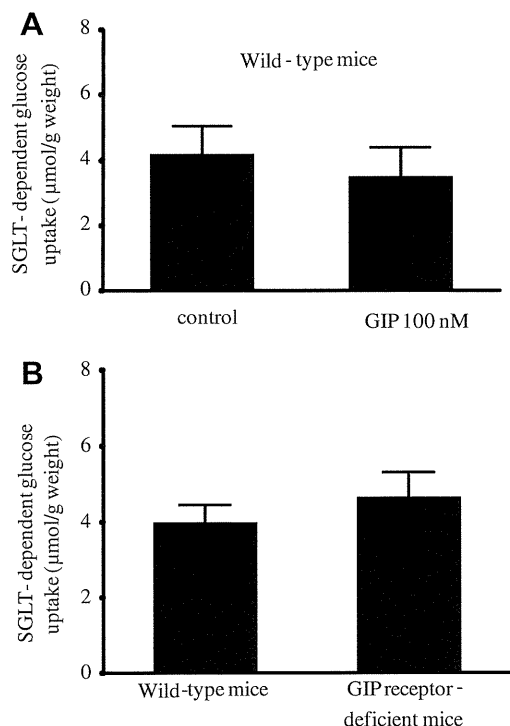 A
8
Wild - type mice
6
4
2
0
SGLT- dependent glucose
uptake ( μmol/g weight)
control
GIP 100 nM
B
8
6
4
2
0
SGLT- dependent glucose
uptake ( μmol/g weight)
Wild-type mice
GIP receptor -
deficient mice